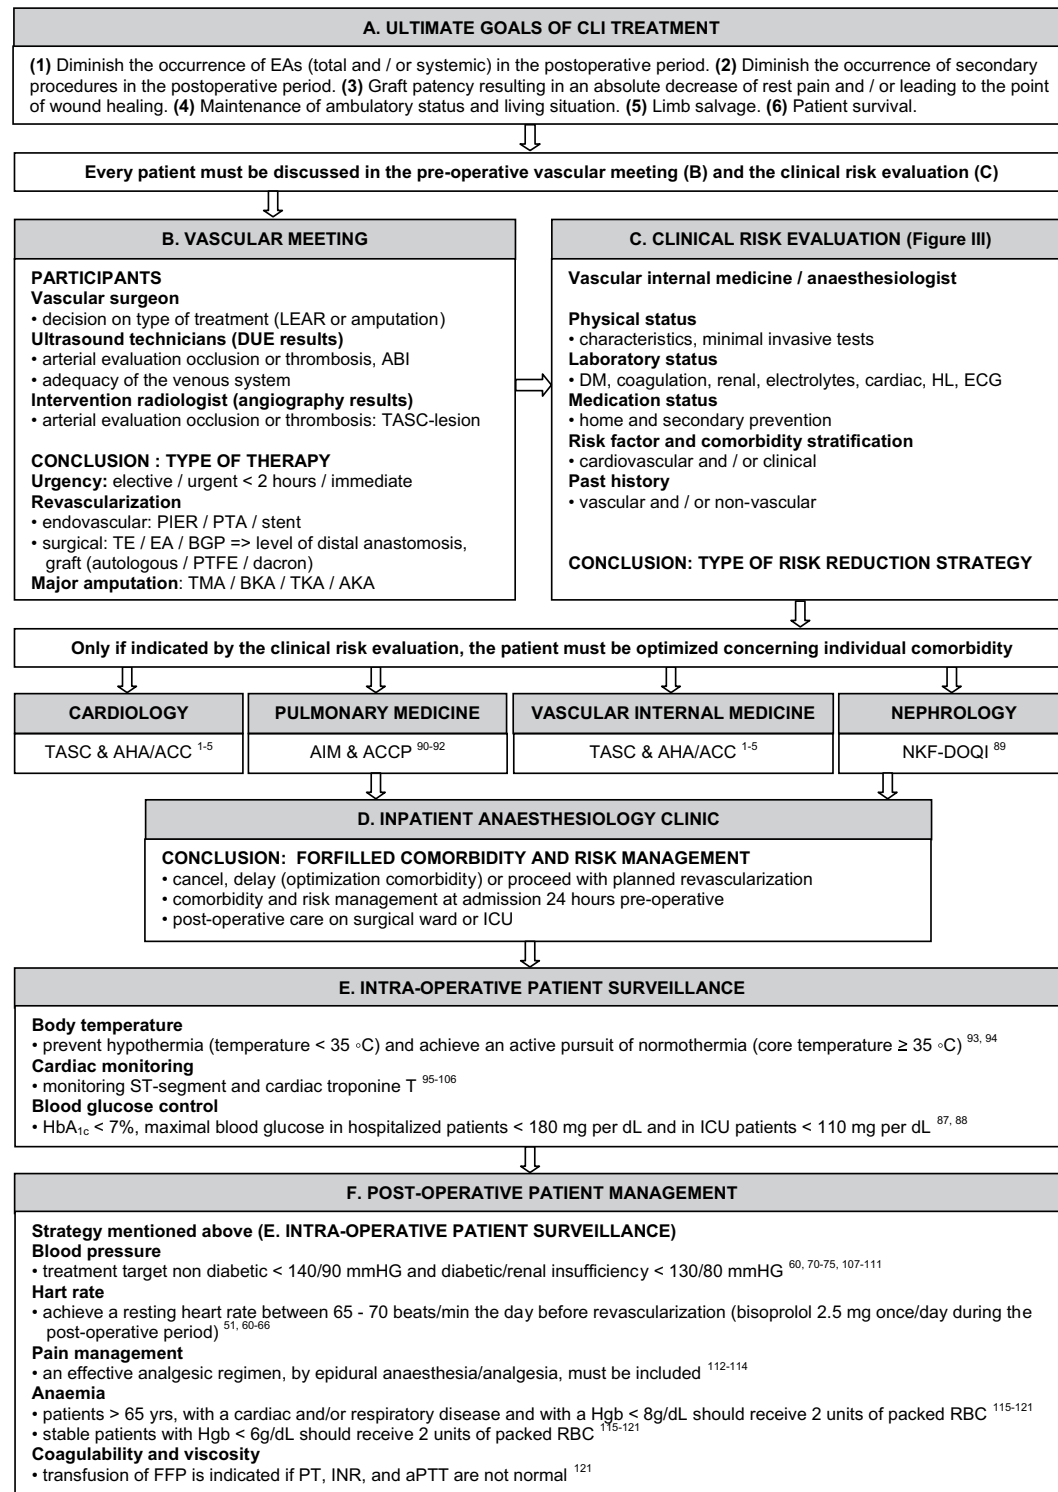 A. ULTIMATE GOALS OF CLI TREATMENT
(1) Diminish the occurrence of EAs (total and / or systemic) in the postoperative period. (2) Diminish the occurrence of secondary
procedures in the postoperative period. (3) Graft patency resulting in an absolute decrease of rest pain and / or leading to the point
of wound healing. (4) Maintenance of ambulatory status and living situation. (5) Limb salvage. (6) Patient survival.
Every patient must be discussed in the pre-operative vascular meeting (B) and the clinical risk evaluation (C)
B. VASCULAR MEETING
PARTICIPANTS
Vascular surgeon
• decision on type of treatment (LEAR or amputation)
Ultrasound technicians (DUE results)
• arterial evaluation occlusion or thrombosis, ABI
• adequacy of the venous system
Intervention radiologist (angiography results)
• arterial evaluation occlusion or thrombosis: TASC-lesion
CONCLUSION : TYPE OF THERAPY
Urgency: elective / urgent < 2 hours / immediate
Revascularization
• endovascular: PIER / PTA / stent
• surgical: TE / EA / BGP => level of distal anastomosis,
graft (autologous / PTFE / dacron)
Major amputation: TMA / BKA / TKA / AKA
C. CLINICAL RISK EVALUATION (Figure III)
Vascular internal medicine / anaesthesiologist
Physical status
• characteristics, minimal invasive tests
Laboratory status
• DM, coagulation, renal, electrolytes, cardiac, HL, ECG
Medication status
• home and secondary prevention
Risk factor and comorbidity stratification
• cardiovascular and / or clinical
Past history
• vascular and / or non-vascular
CONCLUSION: TYPE OF RISK REDUCTION STRATEGY
Only if indicated by the clinical risk evaluation, the patient must be optimized concerning individual comorbidity
CARDIOLOGY
TASC & AHA/ACC 1-5
PULMONARY MEDICINE
AIM & ACCP 90-92
VASCULAR INTERNAL MEDICINE
TASC & AHA/ACC 1-5
NEPHROLOGY
NKF-DOQI 89
D. INPATIENT ANAESTHESIOLOGY CLINIC
CONCLUSION: FORFILLED COMORBIDITY AND RISK MANAGEMENT
• cancel, delay (optimization comorbidity) or proceed with planned revascularization
• comorbidity and risk management at admission 24 hours pre-operative
• post-operative care on surgical ward or ICU
E. INTRA-OPERATIVE PATIENT SURVEILLANCE
Body temperature
• prevent hypothermia (temperature < 35 ◦C) and achieve an active pursuit of normothermia (core temperature ≥ 35 ◦C) 93, 94
Cardiac monitoring
• monitoring ST-segment and cardiac troponine T 95-106
Blood glucose control
• HbA1c < 7%, maximal blood glucose in hospitalized patients < 180 mg per dL and in ICU patients < 110 mg per dL 87, 88
F. POST-OPERATIVE PATIENT MANAGEMENT
Strategy mentioned above (E. INTRA-OPERATIVE PATIENT SURVEILLANCE)
Blood pressure
• treatment target non diabetic < 140/90 mmHG and diabetic/renal insufficiency < 130/80 mmHG 60, 70-75, 107-111
Hart rate
• achieve a resting heart rate between 65 - 70 beats/min the day before revascularization (bisoprolol 2.5 mg once/day during the
post-operative period) 51, 60-66
Pain management
• an effective analgesic regimen, by epidural anaesthesia/analgesia, must be included 112-114
Anaemia
• patients > 65 yrs, with a cardiac and/or respiratory disease and with a Hgb < 8g/dL should receive 2 units of packed RBC 115-121
• stable patients with Hgb < 6g/dL should receive 2 units of packed RBC 115-121
Coagulability and viscosity
• transfusion of FFP is indicated if PT, INR, and aPTT are not normal 121